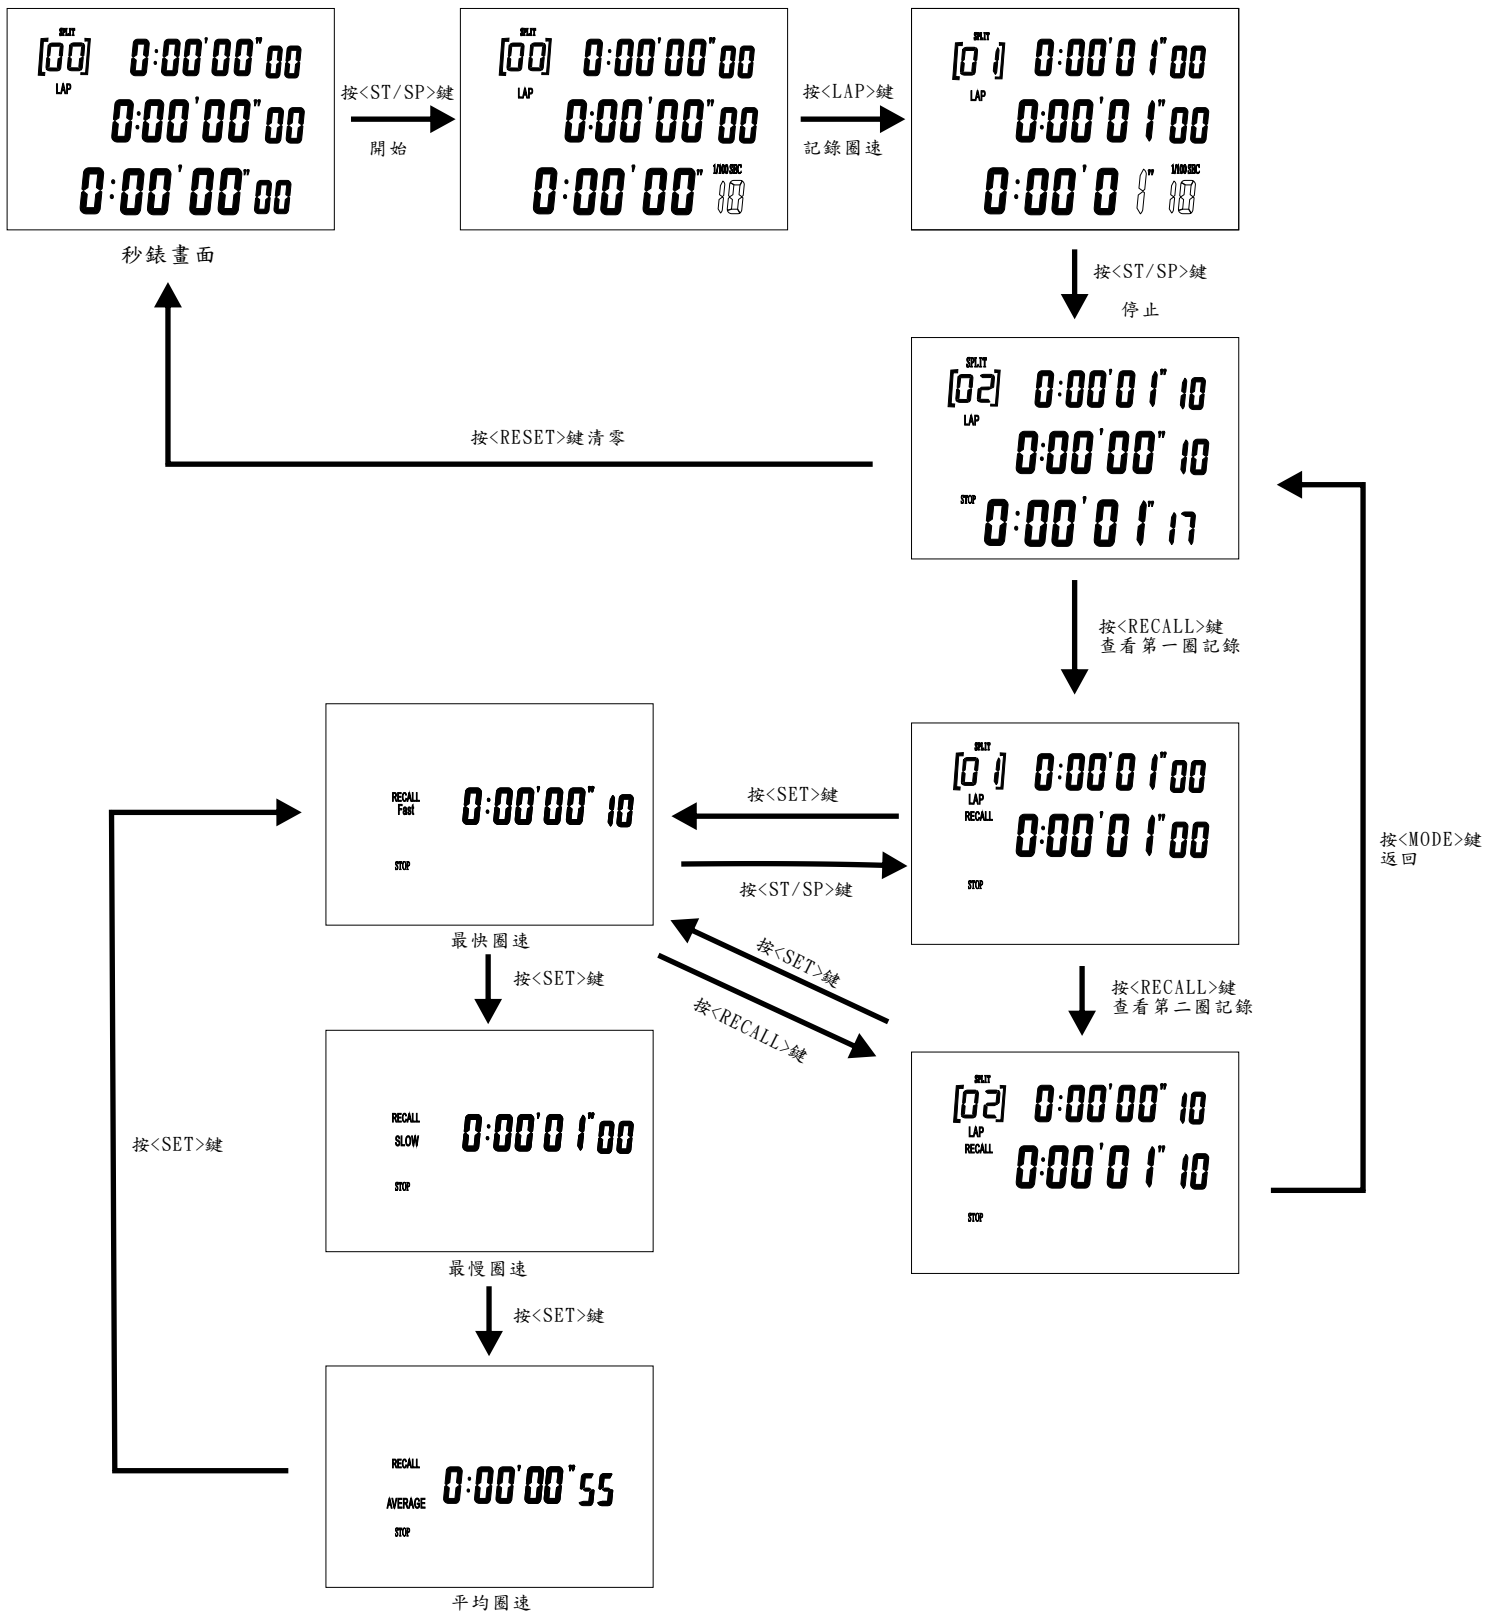 SPLIT
[00] 0:00'00"00
LAP
0:00'00"00
0:00'00"00
秒錶畫面
按<ST/SP>鍵
開始
SPLIT
[00] 0:00'00"00
LAP
0:00'00"00
1/100 SEC
0:00'00"10
按<LAP>鍵
記錄圈速
SPLIT
[01] 0:00'01"00
LAP
0:00'01"00
1/100 SEC
0:00'01"10
按<ST/SP>鍵
停止
SPLIT
[02] 0:00'01"10
LAP
0:00'00"10
STOP 0:00'01"17
按<RESET>鍵清零
按<RECALL>鍵
查看第一圈記錄
SPLIT
[01] 0:00'01"00
LAP
RECALL
0:00'01"00
STOP
按<SET>鍵
按<ST/SP>鍵
RECALL
Fast
0:00'00"10
STOP
最快圈速
按<MODE>鍵
返回
按<SET>鍵
按<RECALL>鍵
按<SET>鍵
按<RECALL>鍵
查看第二圈記錄
SPLIT
[02] 0:00'00"10
LAP
RECALL
0:00'01"10
STOP
RECALL
SLOW
0:00'01"00
STOP
最慢圈速
按<SET>鍵
按<SET>鍵
RECALL
0:00'00"55
AVERAGE
STOP
平均圈速